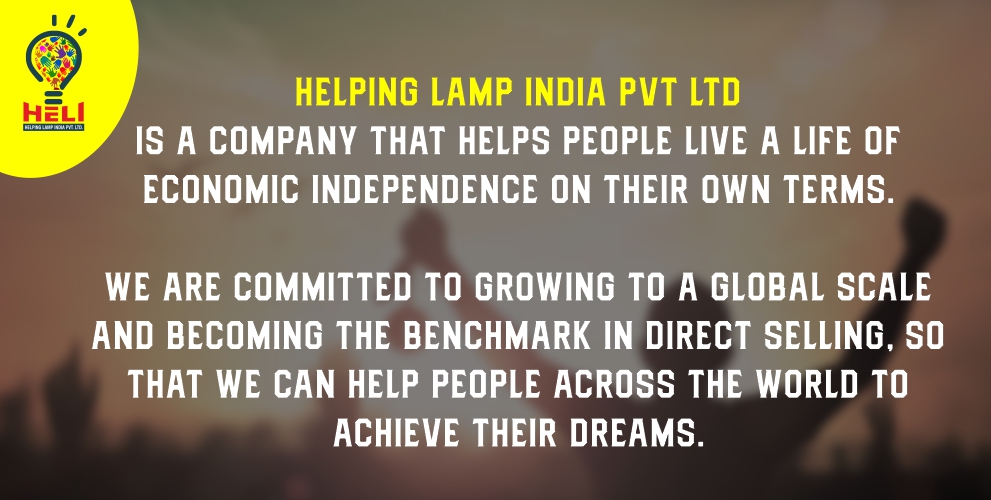 HELI
HELPING LAMP INDIA PVT. LTD.
HELPING LAMP INDIA PVT LTD
IS A COMPANY THAT HELPS PEOPLE LIVE A LIFE OF
ECONOMIC INDEPENDENCE ON THEIR OWN TERMS.
WE ARE COMMITTED TO GROWING TO A GLOBAL SCALE
AND BECOMING THE BENCHMARK IN DIRECT SELLING, SO
THAT WE CAN HELP PEOPLE ACROSS THE WORLD TO
ACHIEVE THEIR DREAMS.